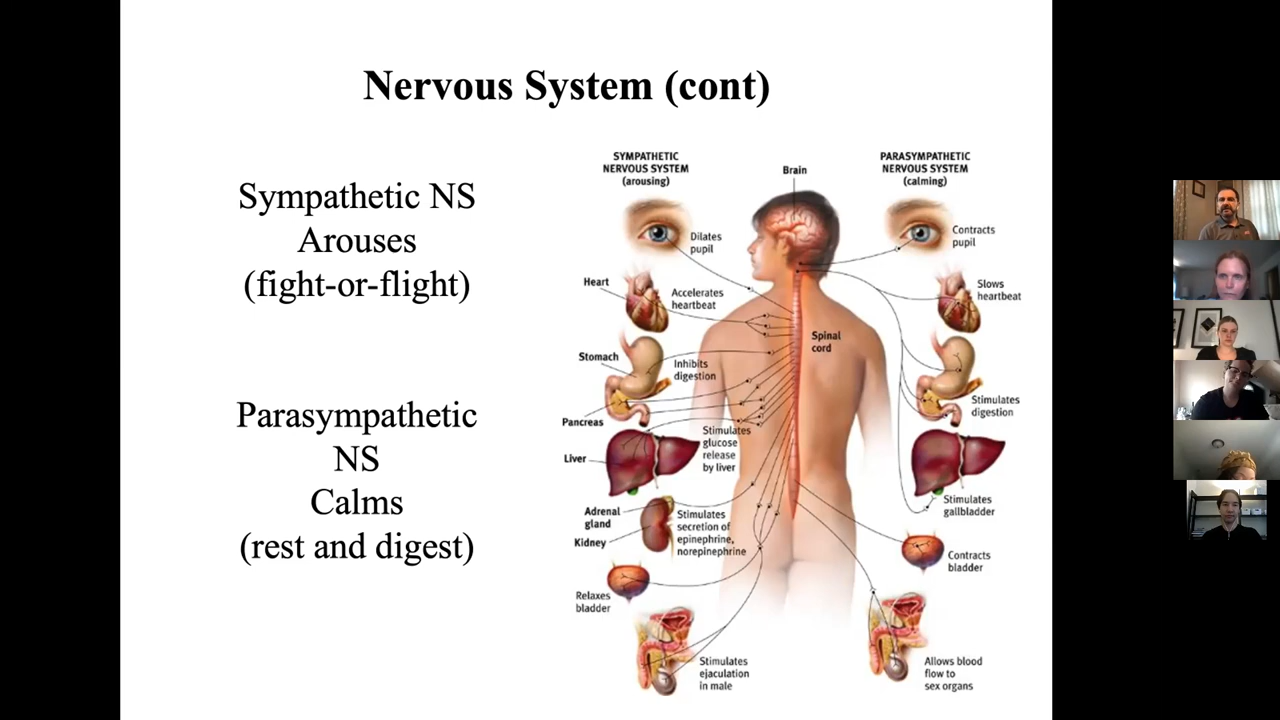 Nervous System (cont)
Sympathetic NS
Arouses
(fight-or-flight)
Parasympathetic
NS
Calms
(rest and digest)
SYMPATHETIC
NERVOUS SYSTEM
(arousing)
Brain
PARASYMPATHETIC
NERVOUS SYSTEM
(calming)
Dilates
pupil
Contracts
pupil
Heart
Accelerates
heartbeat
Slows
heartbeat
Spinal
cord
Stomach
Inhibits
digestion
Stimulates
digestion
Pancreas
Stimulates
glucose
release
by liver
Liver
Stimulates
gallbladder
Adrenal
gland
Kidney
Stimulates
secretion of
epinephrine,
norepinephrine
Contracts
bladder
Relaxes
bladder
Stimulates
ejaculation
in male
Allows blood
flow to
sex organs